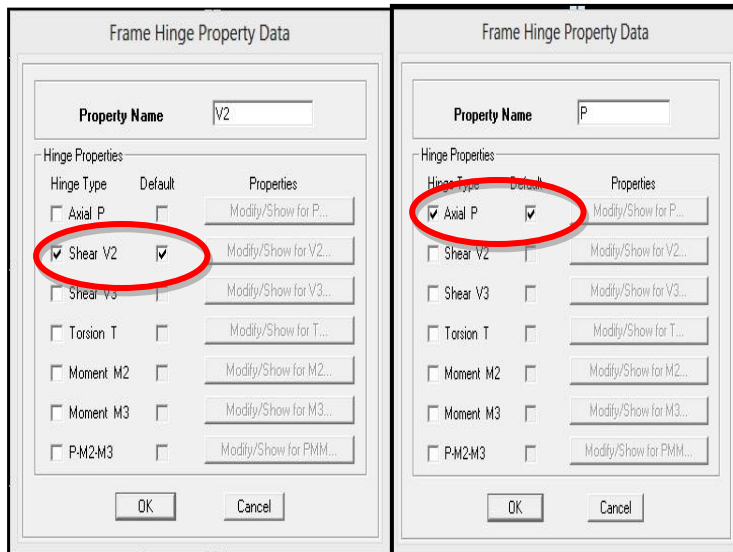 Frame Hinge Property Data
Property Name V2
Hinge Properties
Hinge Type Default Properties
Axial P Modify/Show for P...
Shear V2 Modify/Show for V2...
Shear V3 Modify/Show for V3...
Torsion T Modify/Show for T...
Moment M2 Modify/Show for M2...
Moment M3 Modify/Show for M3...
P-M2-M3 Modify/Show for PMM...
OK Cancel
Frame Hinge Property Data
Property Name P
Hinge Properties
Hinge Type Default Properties
Axial P Modify/Show for P...
Shear V2 Modify/Show for V2...
Shear V3 Modify/Show for V3...
Torsion T Modify/Show for T...
Moment M2 Modify/Show for M2...
Moment M3 Modify/Show for M3...
P-M2-M3 Modify/Show for PMM...
OK Cancel